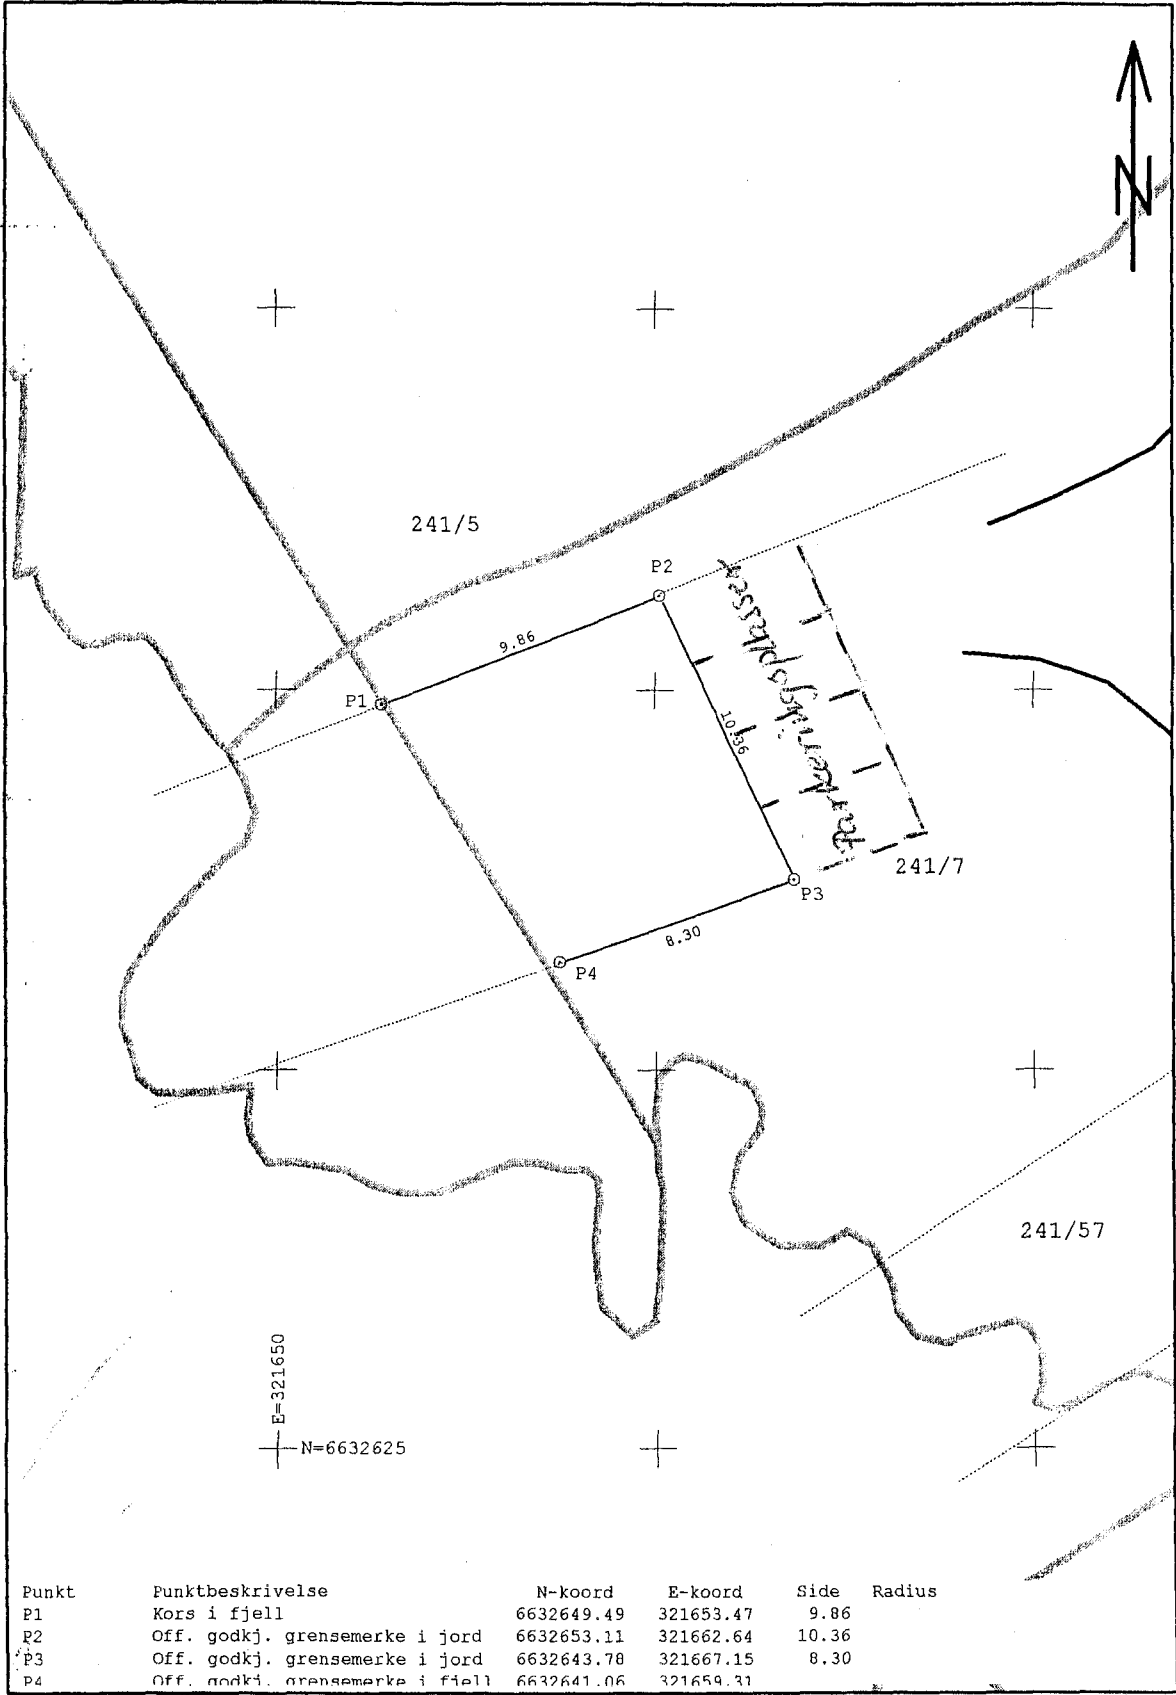 N
241/5
P2
9.86
P1
10.36
parkeringsplasser
241/7
P3
8.30
P4
241/57
E=321650
N=6632625
Punkt Punktbeskrivelse N-koord E-koord Side Radius
P1 Kors i fjell 6632649.49 321653.47 9.86
P2 Off. godkj. grensemerke i jord 6632653.11 321662.64 10.36
P3 Off. godkj. grensemerke i jord 6632643.78 321667.15 8.30
P4 Off. godkj. grensemerke i fjell 6632641.06 321659.31